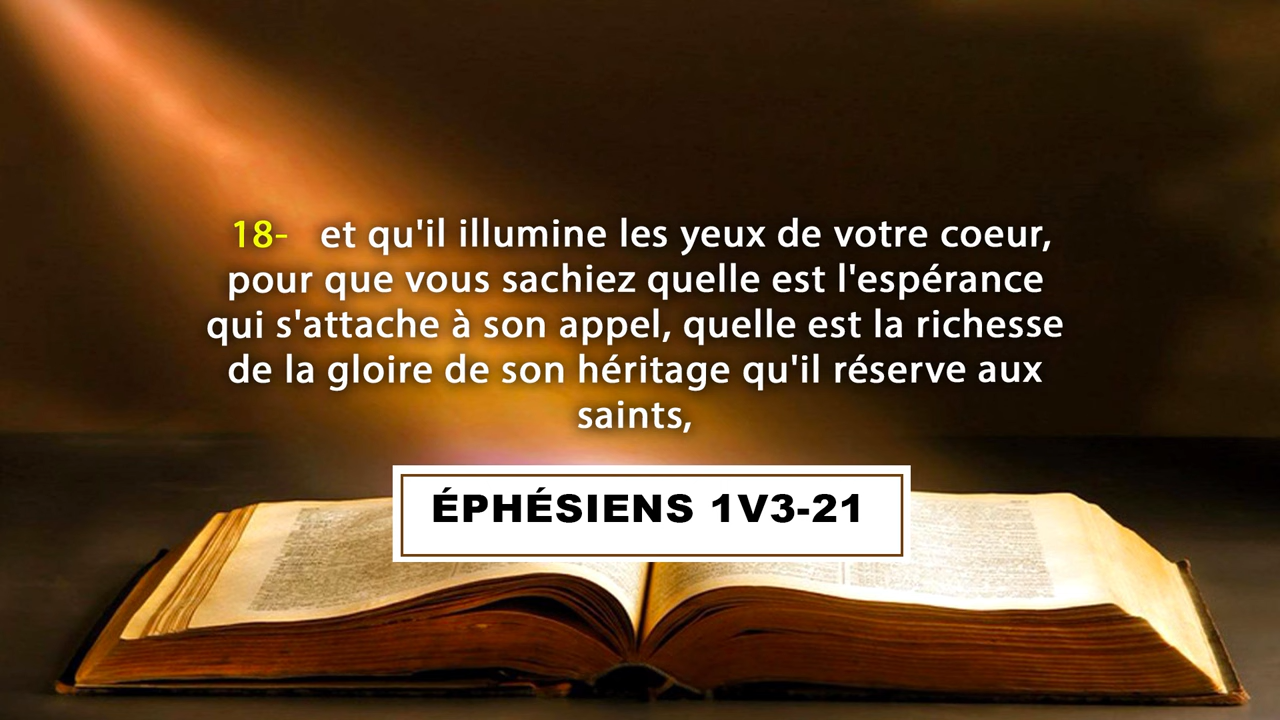 18- et qu'il illumine les yeux de votre coeur,
pour que vous sachiez quelle est l'espérance
qui s'attache à son appel, quelle est la richesse
de la gloire de son héritage qu'il réserve aux
saints,
ÉPHÉSIENS 1V3-21